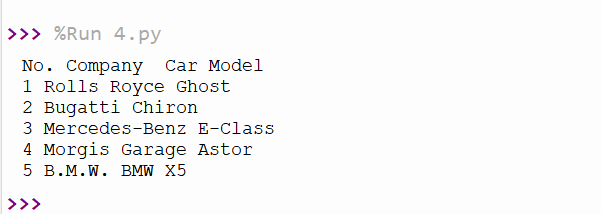 >>> %Run 4.py
No. Company  Car Model
1 Rolls Royce Ghost
2 Bugatti Chiron
3 Mercedes-Benz E-Class
4 Morgis Garage Astor
5 B.M.W. BMW X5
>>>